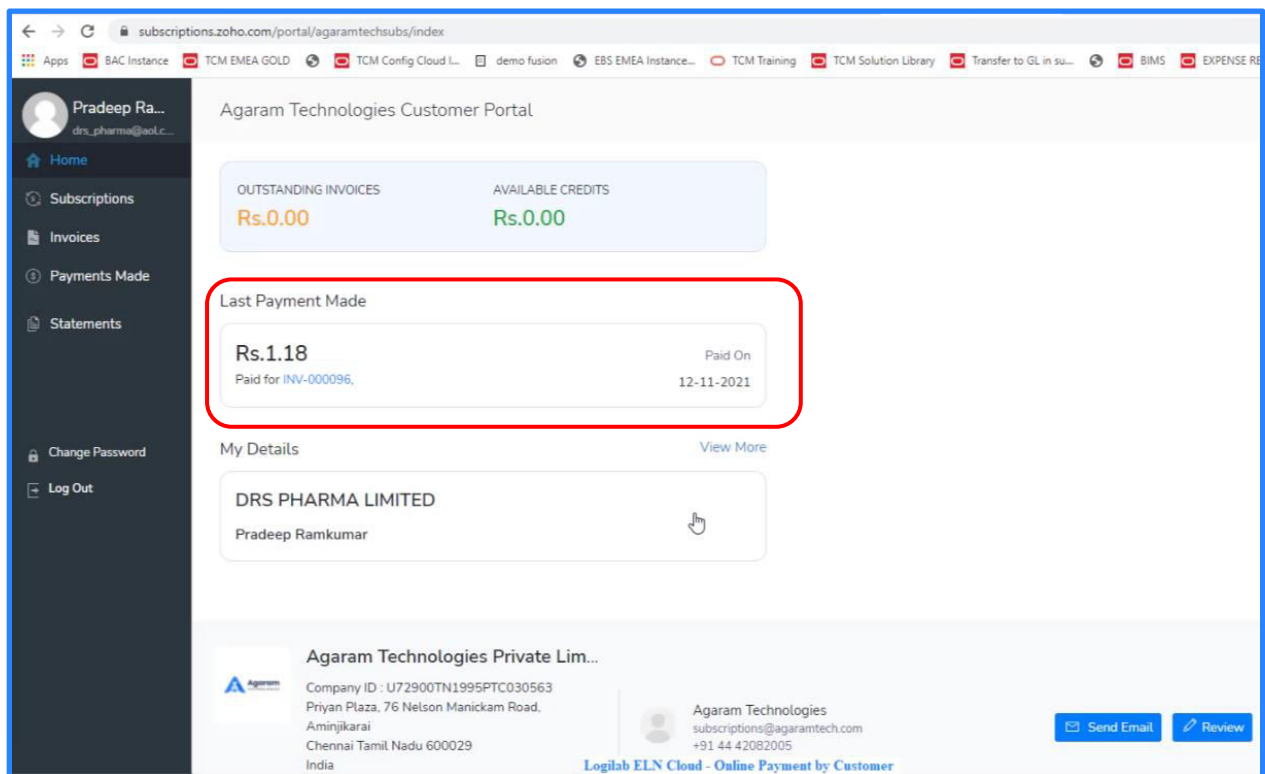 subscriptions.zoho.com/portal/agaramtechsubs/index
Apps BAC Instance TCM EMEA GOLD TCM Config Cloud I... demo fusion EBS EMEA Instance... TCM Training TCM Solution Library Transfer to GL in su... BIMS EXPENSE RE
Pradeep Ra...
drs_pharma@aol.c...
Home
Subscriptions
Invoices
Payments Made
Statements
Change Password
Log Out
Agaram Technologies Customer Portal
OUTSTANDING INVOICES AVAILABLE CREDITS
Rs.0.00 Rs.0.00
Last Payment Made
Rs.1.18 Paid On
Paid for INV-000096, 12-11-2021
My Details View More
DRS PHARMA LIMITED
Pradeep Ramkumar
Agaram
Agaram Technologies Private Lim...
Company ID : U72900TN1995PTC030563
Priyan Plaza, 76 Nelson Manickam Road,
Aminjikarai
Chennai Tamil Nadu 600029
India
Agaram Technologies
subscriptions@agaramtech.com
+91 44 42082005
Send Email Review
Logilab ELN Cloud - Online Payment by Customer